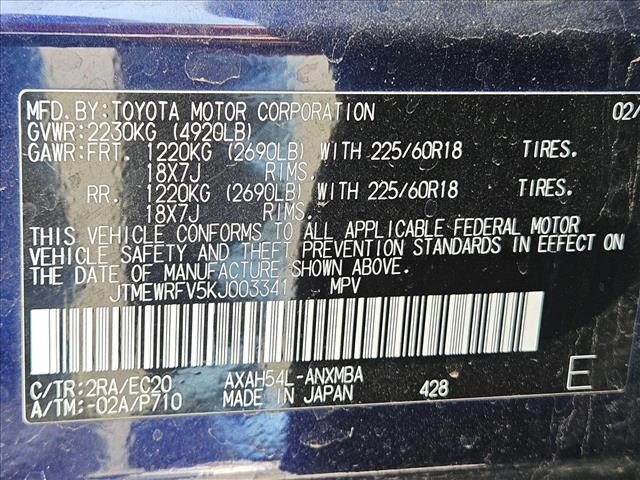 MFD.BY:TOYOTA MOTOR CORPORATION 02/
GVWR:2230KG (4920LB)
GAWR:FRT. 1220KG (2690LB) WITH 225/60R18 TIRES.
18X7J RIMS.
RR. 1220KG (2690LB) WITH 225/60R18 TIRES.
18X7J RIMS.
THIS VEHICLE CONFORMS TO ALL APPLICABLE FEDERAL MOTOR
VEHICLE SAFETY AND THEFT PREVENTION STANDARDS IN EFFECT ON
THE DATE OF MANUFACTURE SHOWN ABOVE.
JTMEWRFV5KJ003341 MPV
C/TR:2RA/EC20 AXAH54L-ANXMBA
A/TM:-02A/P710 MADE IN JAPAN 428 E